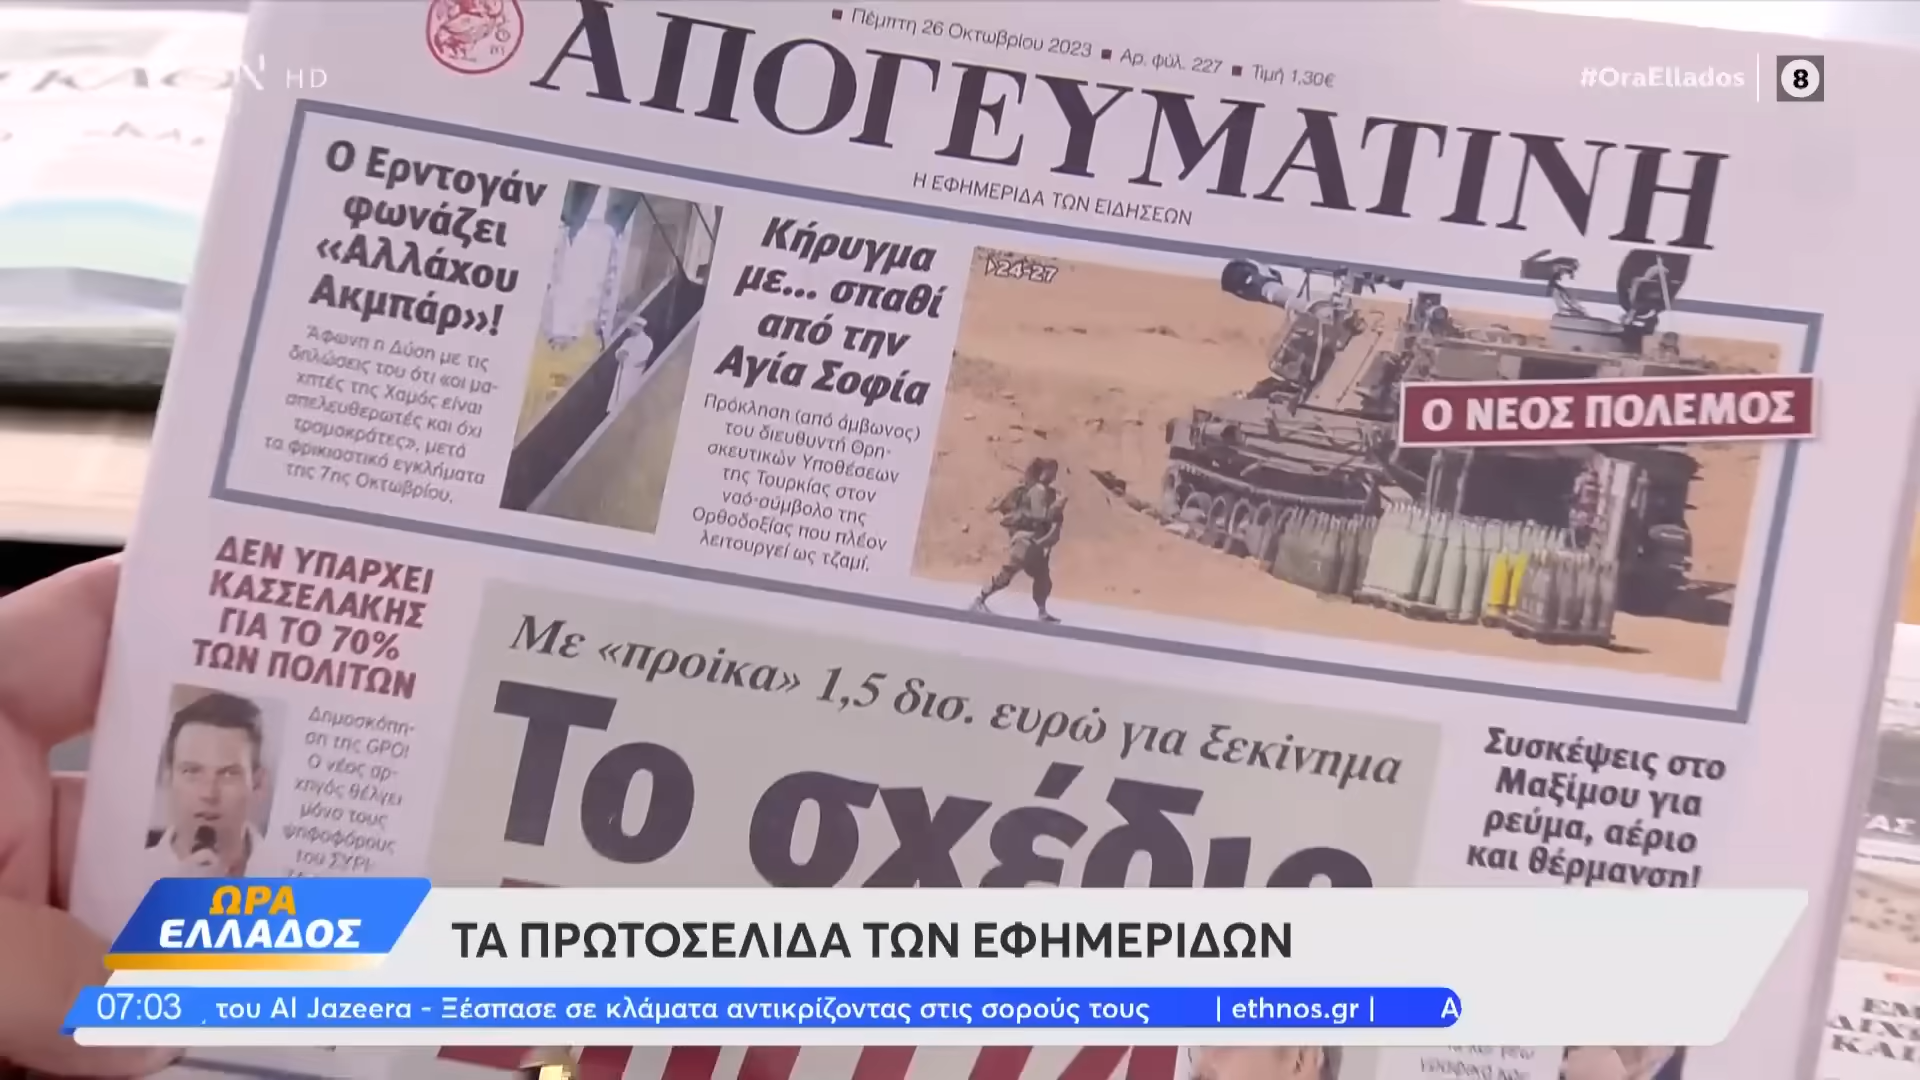 HD
#OraEllados
8
■ Πέμπτη 26 Οκτωβρίου 2023 ■ Αρ. φύλ. 227 ■ Τιμή 1,30€
ΑΠΟΓΕΥΜΑΤΙΝΗ
Η ΕΦΗΜΕΡΙΔΑ ΤΩΝ ΕΙΔΗΣΕΩΝ
Ο Ερντογάν
φωνάζει
«Αλλάχου
Ακμπάρ»!
Άφωνη η Δύση με τις
δηλώσεις του ότι «οι μα-
χητές της Χαμάς είναι
απελευθερωτές και όχι
τρομοκράτες», μετά
τα φρικιαστικά εγκλήματα
της 7ης Οκτωβρίου.
Κήρυγμα
με... σπαθί
από την
Αγία Σοφία
Πρόκληση (από άμβωνος)
του διευθυντή Θρη-
σκευτικών Υποθέσεων
της Τουρκίας στον
ναό-σύμβολο της
Ορθοδοξίας που πλέον
λειτουργεί ως τζαμί.
24-27
Ο ΝΕΟΣ ΠΟΛΕΜΟΣ
ΔΕΝ ΥΠΑΡΧΕΙ
ΚΑΣΣΕΛΑΚΗΣ
ΓΙΑ ΤΟ 70%
ΤΩΝ ΠΟΛΙΤΩΝ
Δημοσκόπη-
ση της GPO!
Ο νέος αρ-
χηγός θέλγει
μόνο τους
ψηφοφόρους
του ΣΥΡΙ-
Με «προίκα» 1,5 δισ. ευρώ για ξεκίνημα
Το σχέδιο
Συσκέψεις στο
Μαξίμου για
ρεύμα, αέριο
και θέρμανση!
ΩΡΑ
ΕΛΛΑΔΟΣ
ΤΑ ΠΡΩΤΟΣΕΛΙΔΑ ΤΩΝ ΕΦΗΜΕΡΙΔΩΝ
07:03 του Al Jazeera - Ξέσπασε σε κλάματα αντικρίζοντας στις σορούς τους | ethnos.gr | Α